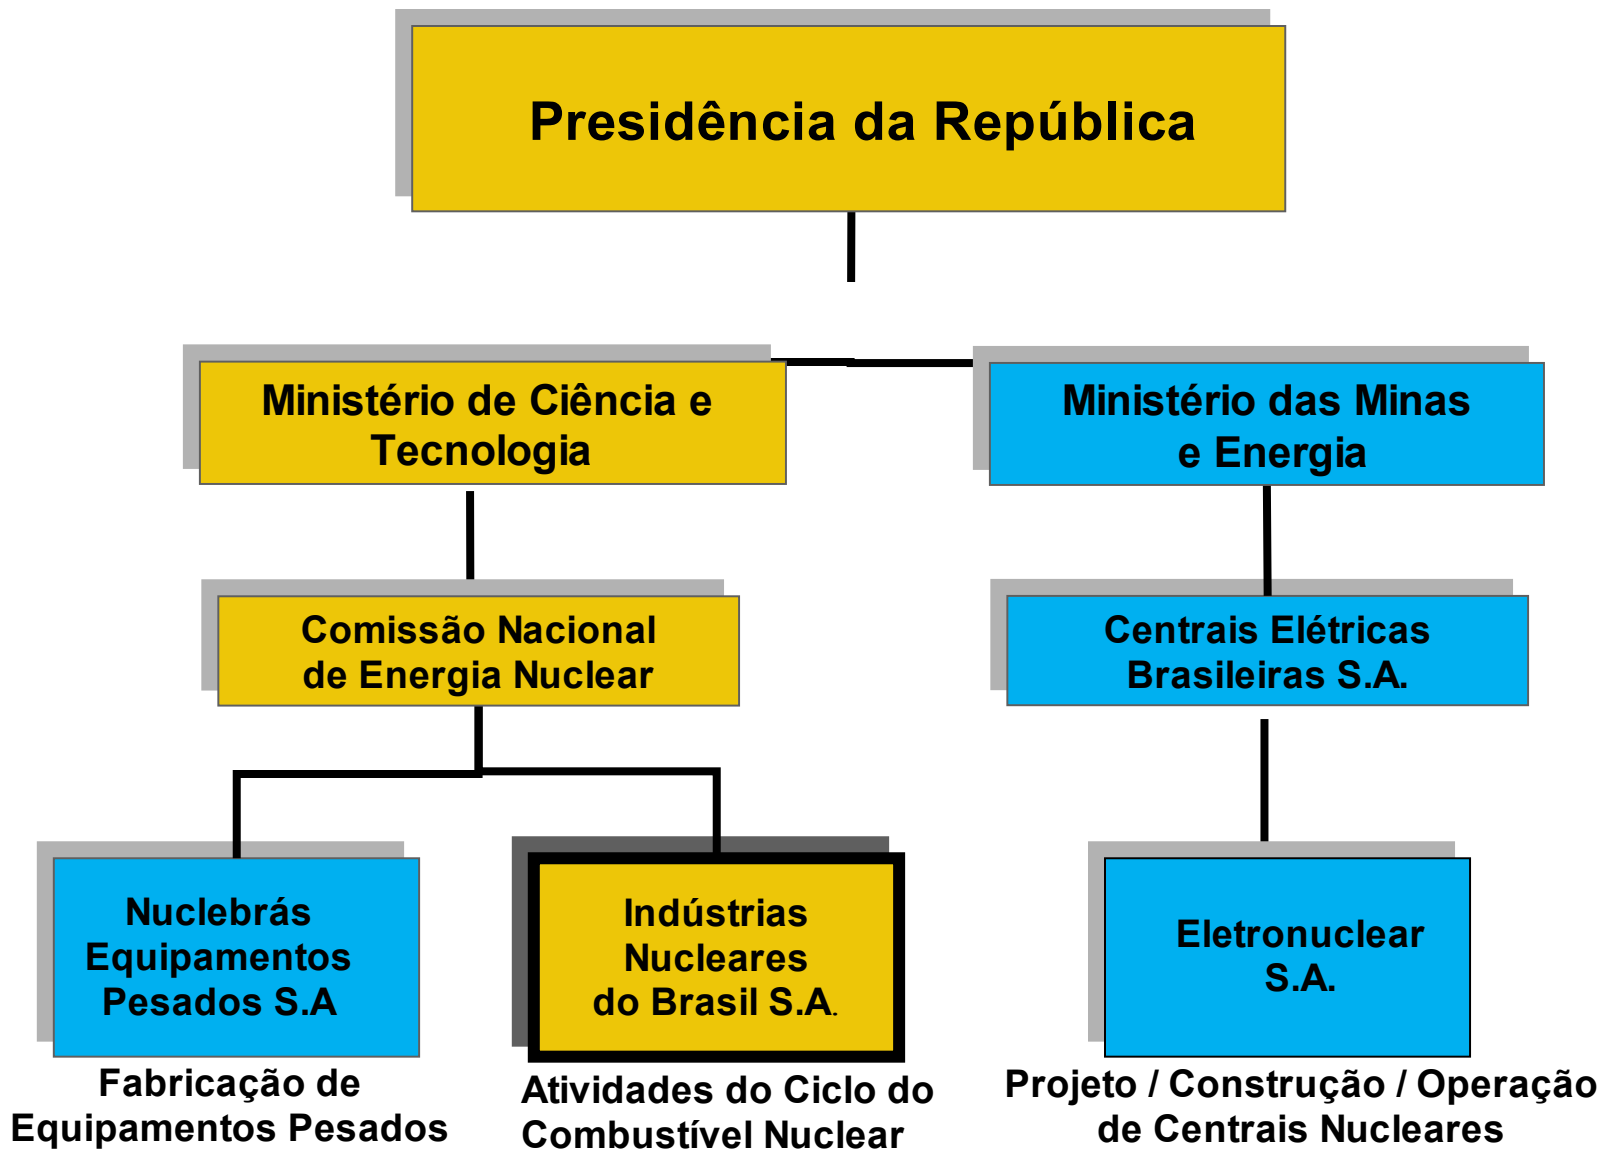 Presidência da República
Ministério de Ciência e
Tecnologia
Ministério das Minas
e Energia
Comissão Nacional
de Energia Nuclear
Centrais Elétricas
Brasileiras S.A.
Nuclebrás
Equipamentos
Pesados S.A
Indústrias
Nucleares
do Brasil S.A.
Eletronuclear
S.A.
Fabricação de
Equipamentos Pesados
Atividades do Ciclo do
Combustível Nuclear
Projeto / Construção / Operação
de Centrais Nucleares